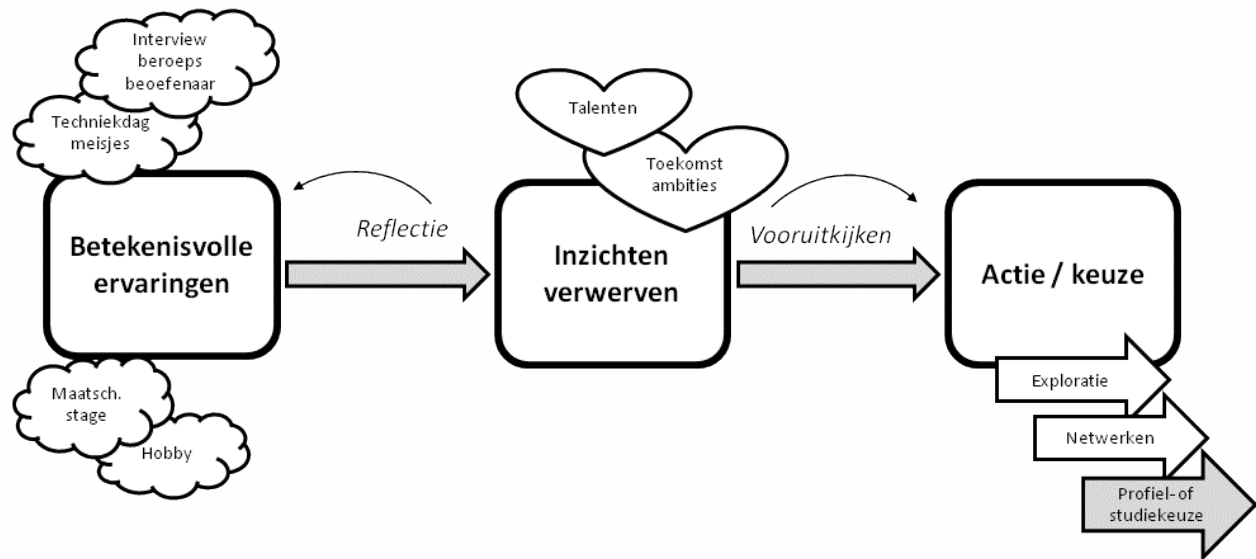 Interview
beroeps
beoefenaar
Techniekdag
meisjes
Betekenisvolle
ervaringen
Maatsch.
stage
Hobby
Reflectie
Talenten
Toekomst
ambities
Inzichten
verwerven
Vooruitkijken
Actie / keuze
Exploratie
Netwerken
Profiel- of
studiekeuze